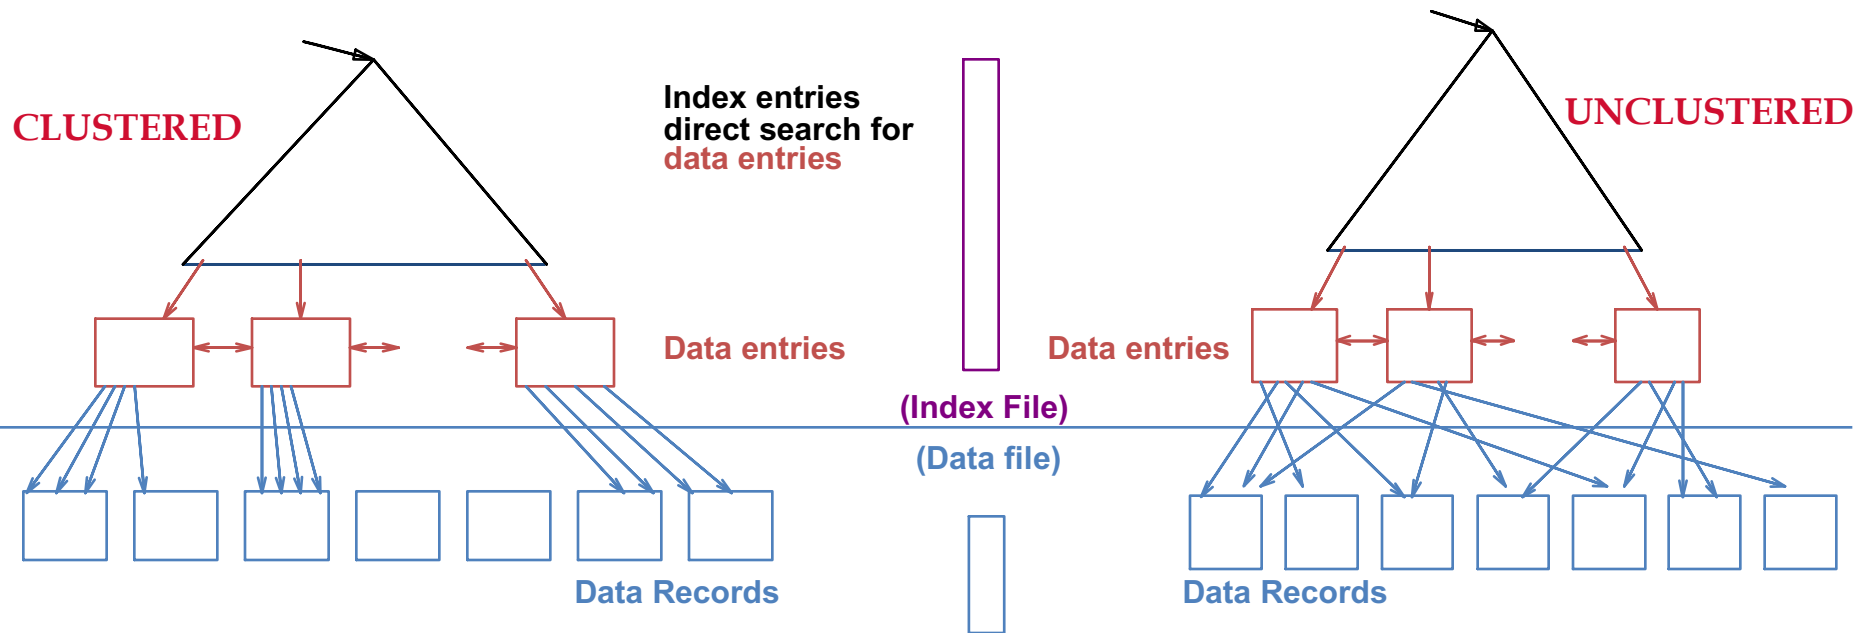 CLUSTERED
Index entries
direct search for
data entries
UNCLUSTERED
Data entries
Data entries
(Index File)
(Data file)
Data Records
Data Records